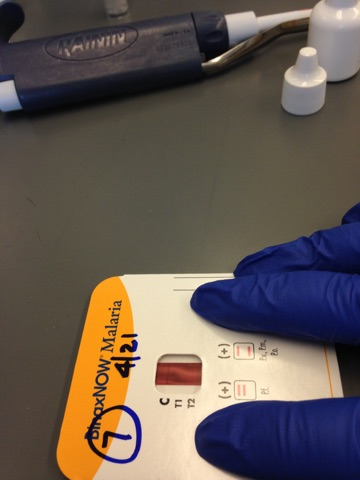 RAININ
BinaxNOW® Malaria
4/21
7
C
T1
T2
(+)
(+)
Pf.